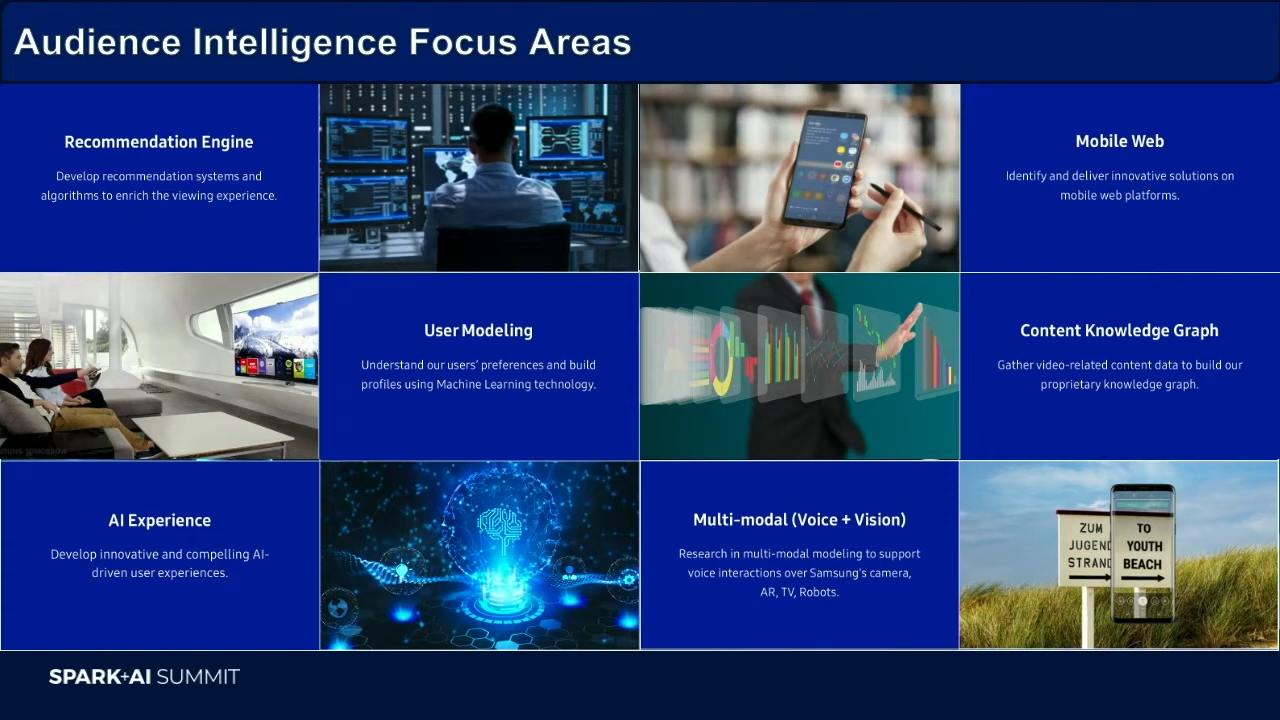 Audience Intelligence Focus Areas
Recommendation Engine
Develop recommendation systems and
algorithms to enrich the viewing experience.
Mobile Web
Identify and deliver innovative solutions on
mobile web platforms.
User Modeling
Understand our users’ preferences and build
profiles using Machine Learning technology.
Content Knowledge Graph
Gather video-related content data to build our
proprietary knowledge graph.
AI Experience
Develop innovative and compelling AI-
driven user experiences.
Multi-modal (Voice + Vision)
Research in multi-modal modeling to support
voice interactions over Samsung's camera,
AR, TV, Robots.
ZUM
JUGEND
STRAND
TO
YOUTH
BEACH
SPARK+AI SUMMIT